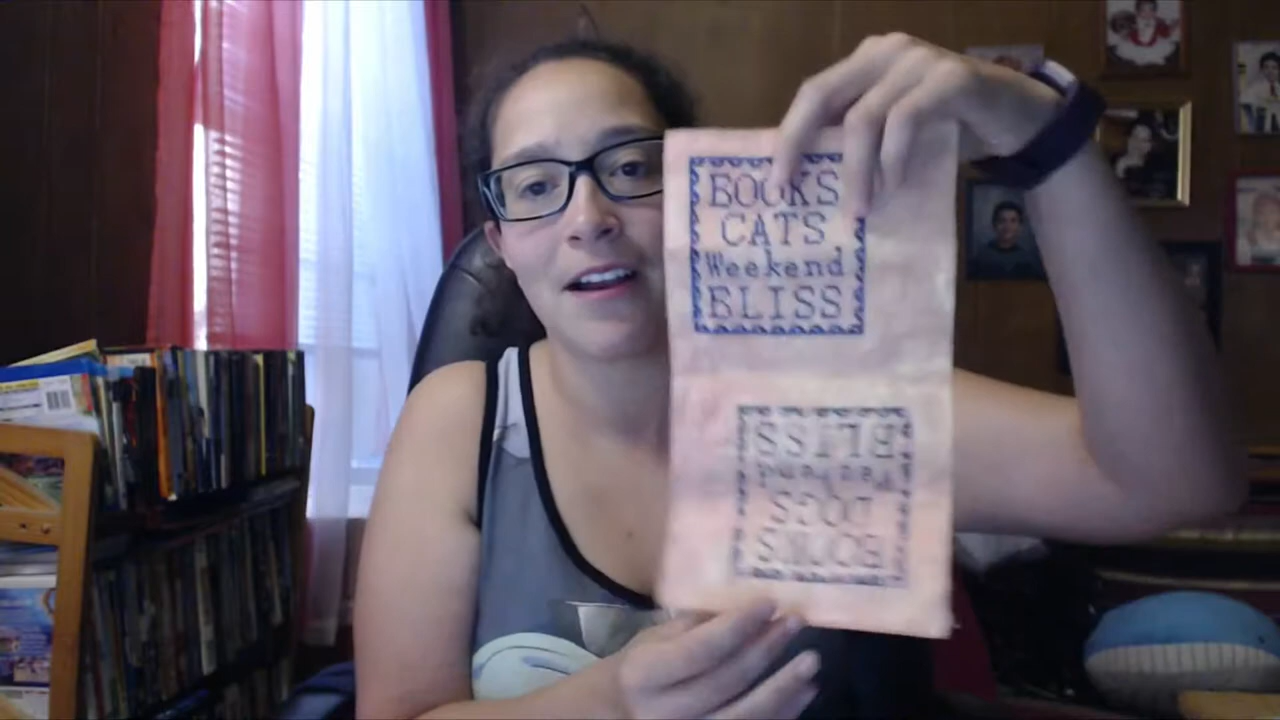 BOOKS
CATS
Weekend
BLISS
BOOKS
DOGS
Weekend
BLISS